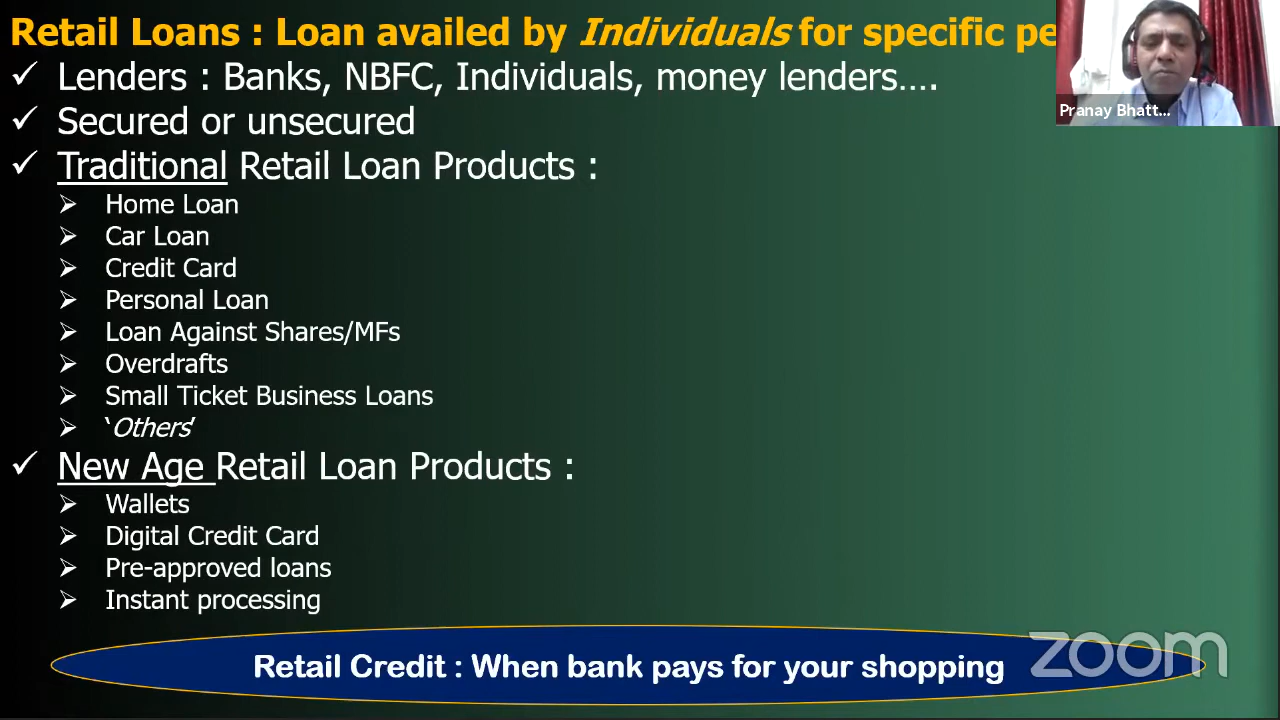 Retail Loans : Loan availed by Individuals for specific pe
Pranay Bhatt...
✓ Lenders : Banks, NBFC, Individuals, money lenders….
✓ Secured or unsecured
✓ Traditional Retail Loan Products :
➢ Home Loan
➢ Car Loan
➢ Credit Card
➢ Personal Loan
➢ Loan Against Shares/MFs
➢ Overdrafts
➢ Small Ticket Business Loans
➢ ‘Others’
✓ New Age Retail Loan Products :
➢ Wallets
➢ Digital Credit Card
➢ Pre-approved loans
➢ Instant processing
Retail Credit : When bank pays for your shopping
zoom